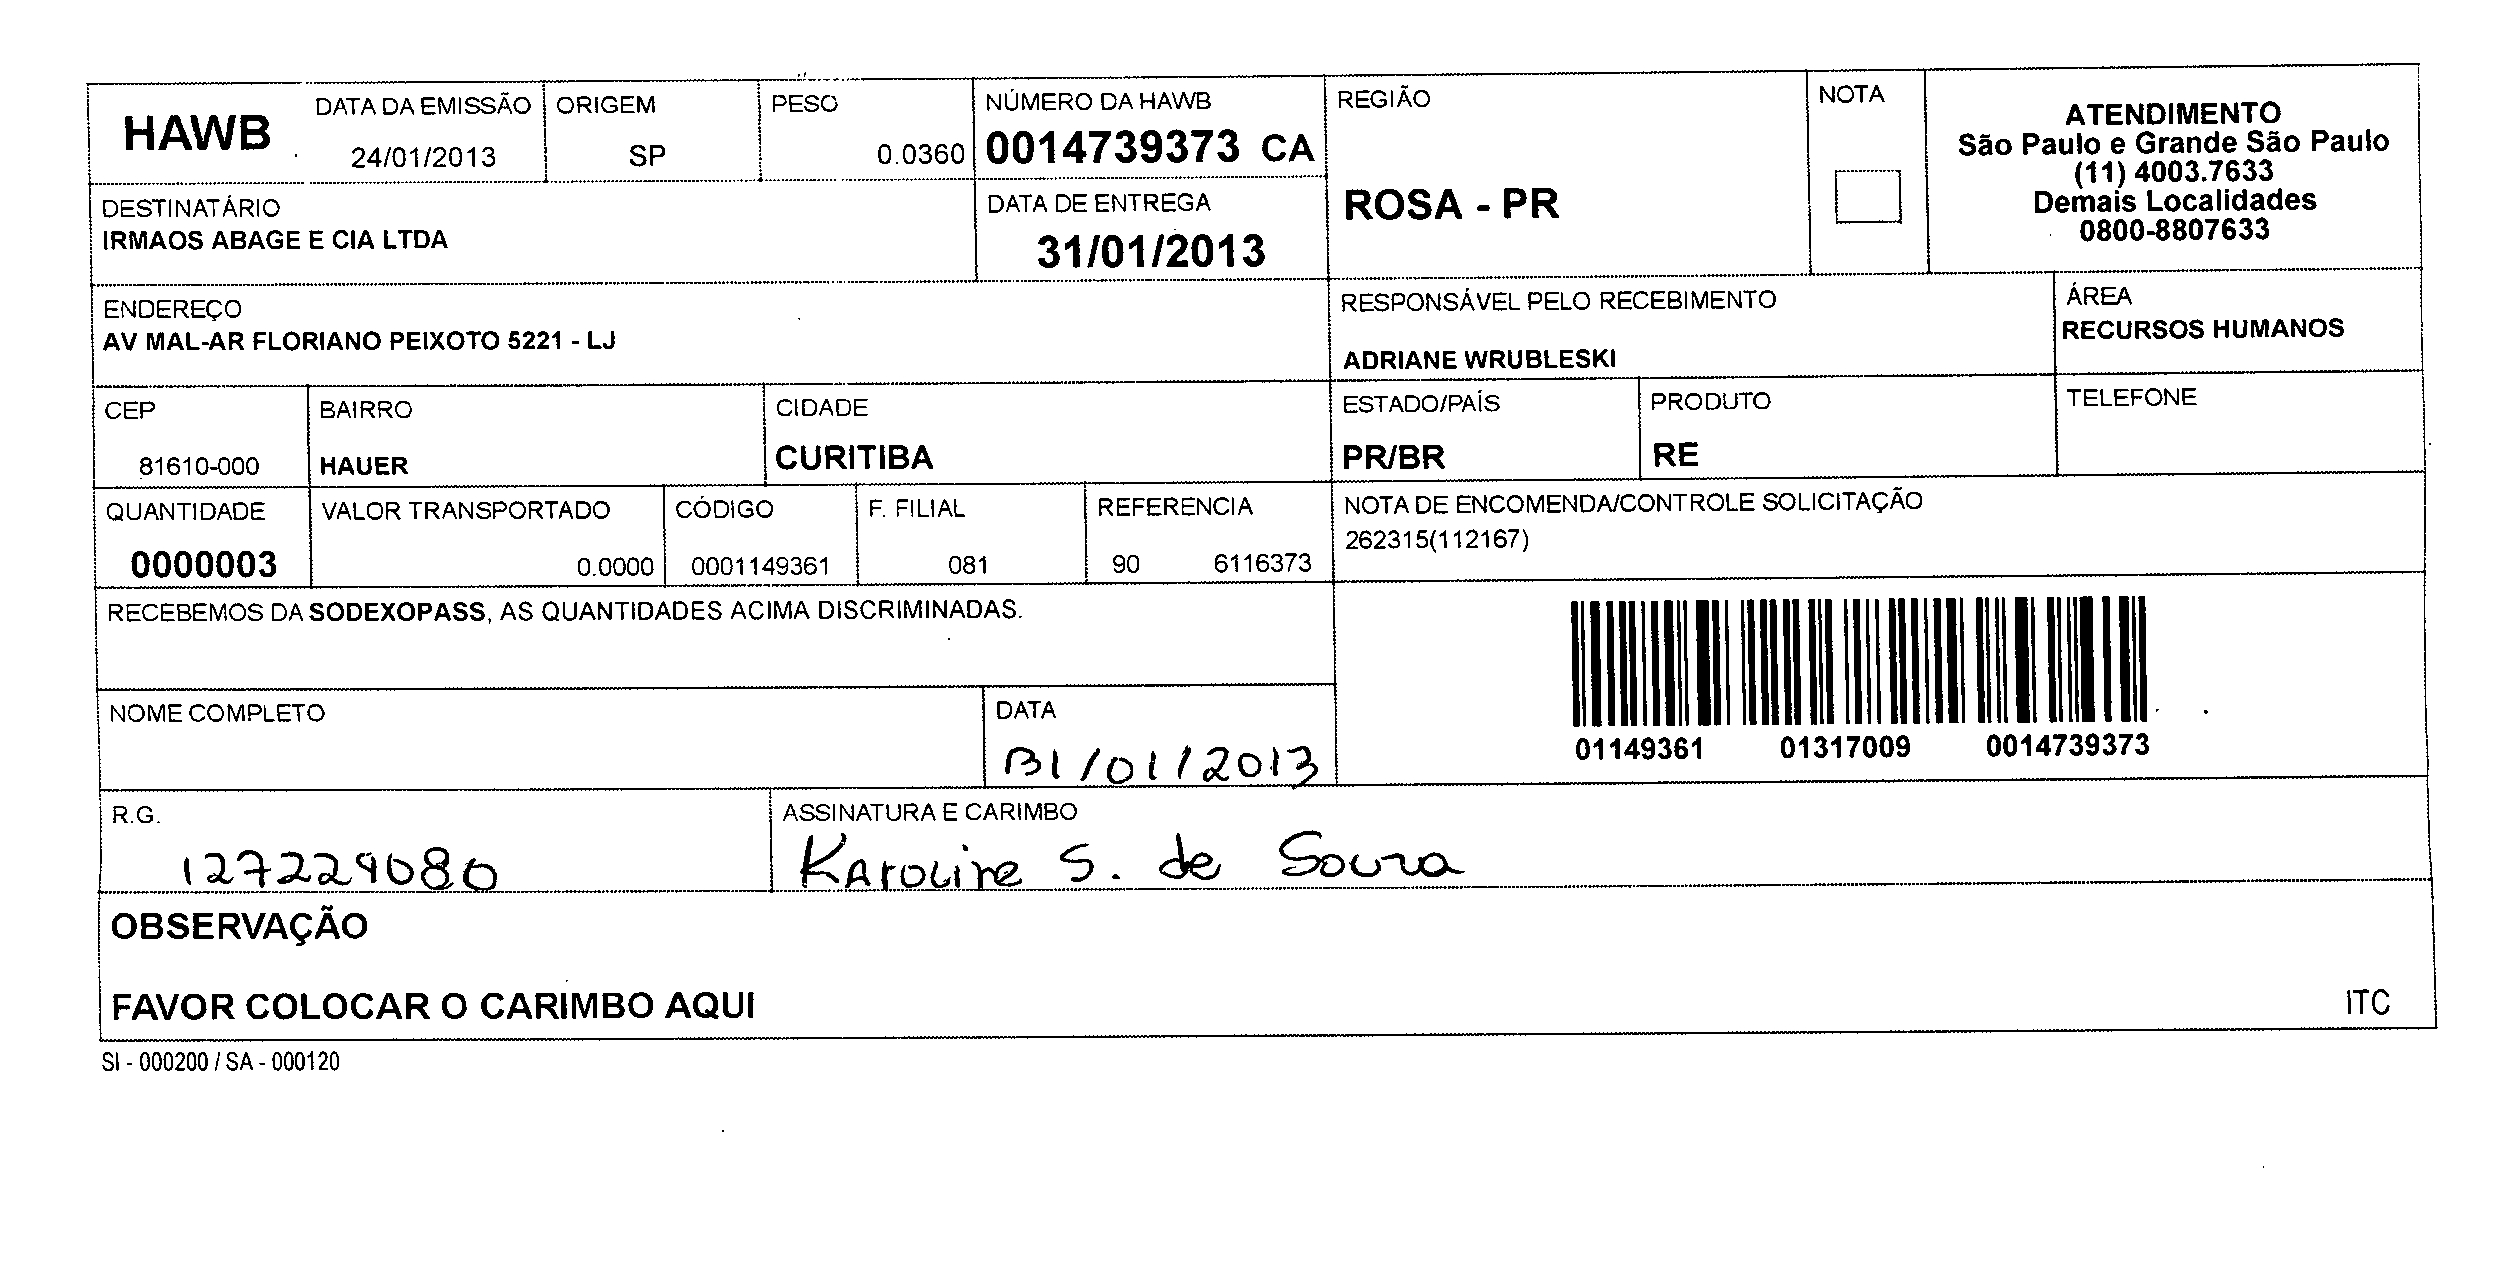 HAWB
DATA DA EMISSÃO
24/01/2013
ORIGEM
SP
PESO
0.0360
NÚMERO DA HAWB
0014739373 CA
REGIÃO
ROSA - PR
NOTA
ATENDIMENTO
São Paulo e Grande São Paulo
(11) 4003.7633
Demais Localidades
0800-8807633
DESTINATÁRIO
IRMAOS ABAGE E CIA LTDA
DATA DE ENTREGA
31/01/2013
ENDEREÇO
AV MAL-AR FLORIANO PEIXOTO 5221 - LJ
RESPONSÁVEL PELO RECEBIMENTO
ADRIANE WRUBLESKI
ÁREA
RECURSOS HUMANOS
CEP
81610-000
BAIRRO
HAUER
CIDADE
CURITIBA
ESTADO/PAÍS
PR/BR
PRODUTO
RE
TELEFONE
QUANTIDADE
0000003
VALOR TRANSPORTADO
0.0000
CÓDIGO
0001149361
F. FILIAL
081
REFERENCIA
90 6116373
NOTA DE ENCOMENDA/CONTROLE SOLICITAÇÃO
262315(112167)
RECEBEMOS DA SODEXOPASS, AS QUANTIDADES ACIMA DISCRIMINADAS.
01149361 01317009 0014739373
NOME COMPLETO
DATA
31/01/2013
R.G.
127229080
ASSINATURA E CARIMBO
Karoline S. de Souza
OBSERVAÇÃO
FAVOR COLOCAR O CARIMBO AQUI
ITC
SI - 000200 / SA - 000120